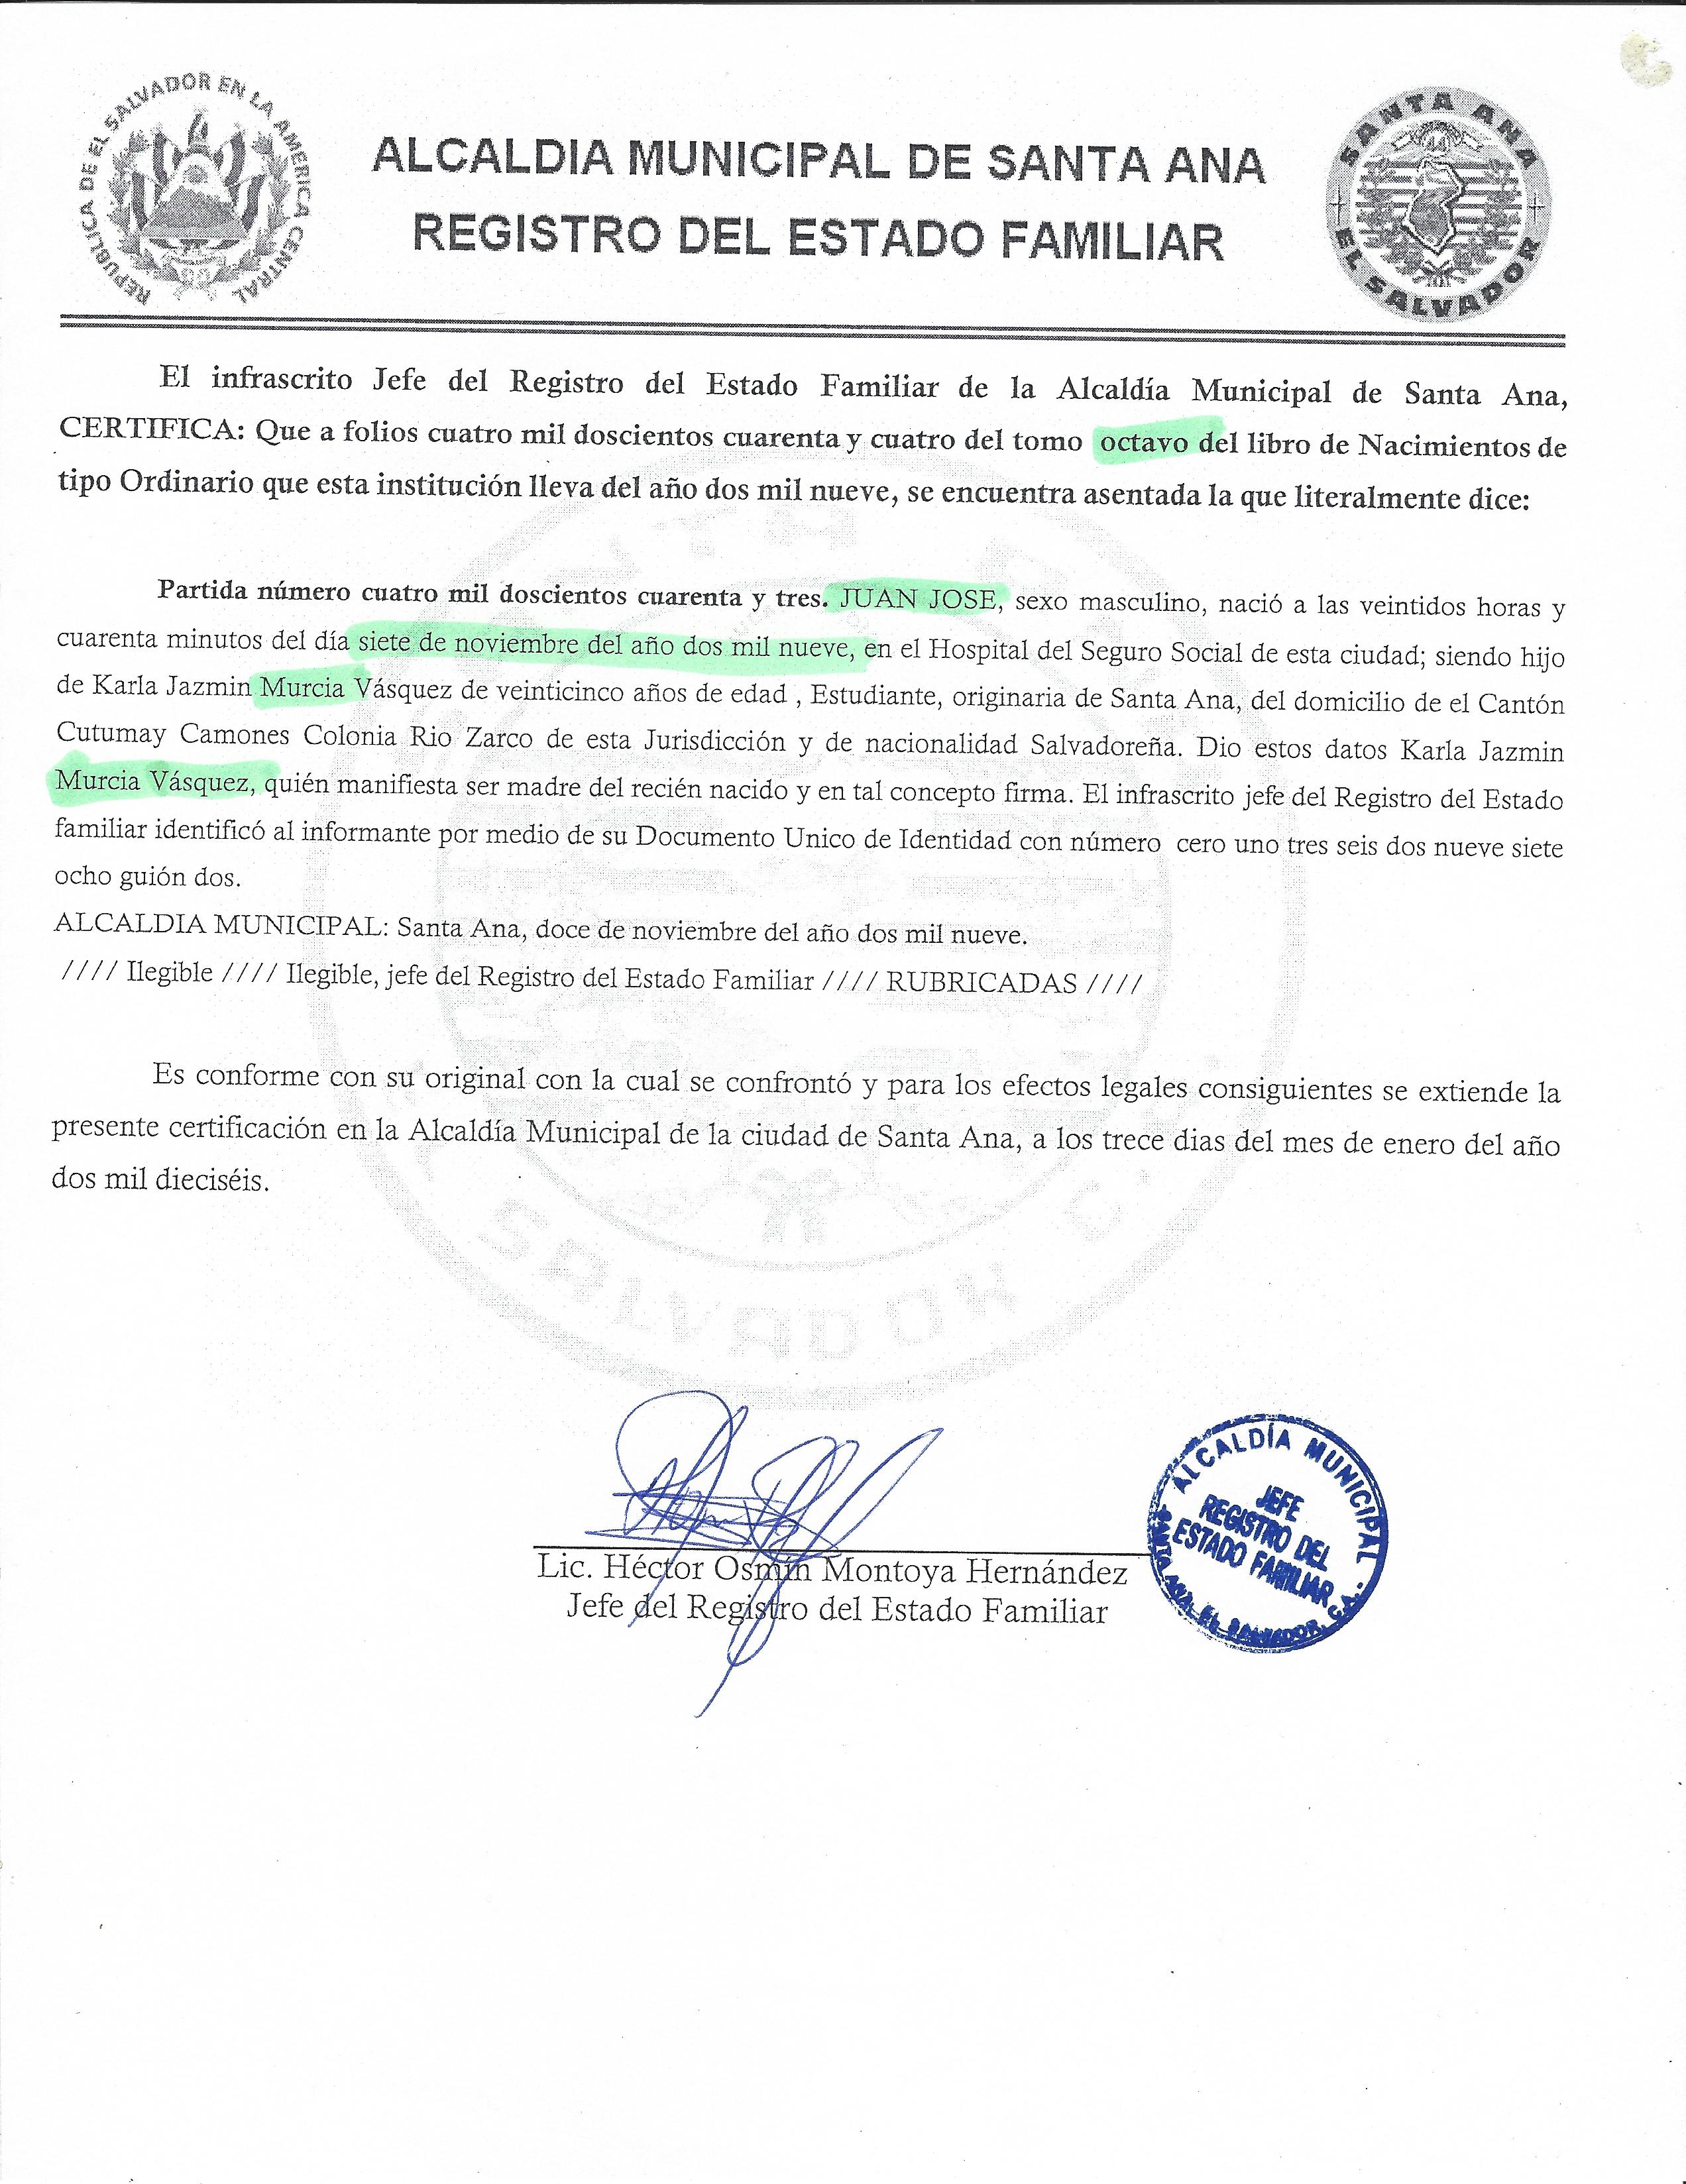 REPUBLICA DE EL SALVADOR EN LA AMERICA CENTRAL
SANTA ANA
EL SALVADOR
ALCALDIA MUNICIPAL DE SANTA ANA
REGISTRO DEL ESTADO FAMILIAR
El infrascrito Jefe del Registro del Estado Familiar de la Alcaldía Municipal de Santa Ana,
CERTIFICA: Que a folios cuatro mil doscientos cuarenta y cuatro del tomo octavo del libro de Nacimientos de
tipo Ordinario que esta institución lleva del año dos mil nueve, se encuentra asentada la que literalmente dice:
Partida número cuatro mil doscientos cuarenta y tres. JUAN JOSE, sexo masculino, nació a las veintidos horas y
cuarenta minutos del día siete de noviembre del año dos mil nueve, en el Hospital del Seguro Social de esta ciudad; siendo hijo
de Karla Jazmin Murcia Vásquez de veinticinco años de edad , Estudiante, originaria de Santa Ana, del domicilio de el Cantón
Cutumay Camones Colonia Rio Zarco de esta Jurisdicción y de nacionalidad Salvadoreña. Dio estos datos Karla Jazmin
Murcia Vásquez, quién manifiesta ser madre del recién nacido y en tal concepto firma. El infrascrito jefe del Registro del Estado
familiar identificó al informante por medio de su Documento Unico de Identidad con número cero uno tres seis dos nueve siete
ocho guión dos.
ALCALDIA MUNICIPAL: Santa Ana, doce de noviembre del año dos mil nueve.
//// Ilegible //// Ilegible, jefe del Registro del Estado Familiar //// RUBRICADAS ////
Es conforme con su original con la cual se confrontó y para los efectos legales consiguientes se extiende la
presente certificación en la Alcaldía Municipal de la ciudad de Santa Ana, a los trece dias del mes de enero del año
dos mil dieciséis.
Lic. Héctor Osmín Montoya Hernández
Jefe del Registro del Estado Familiar
ALCALDÍA MUNICIPAL
JEFE
REGISTRO DEL
ESTADO FAMILIAR
SANTA ANA, EL SALVADOR, C.A.